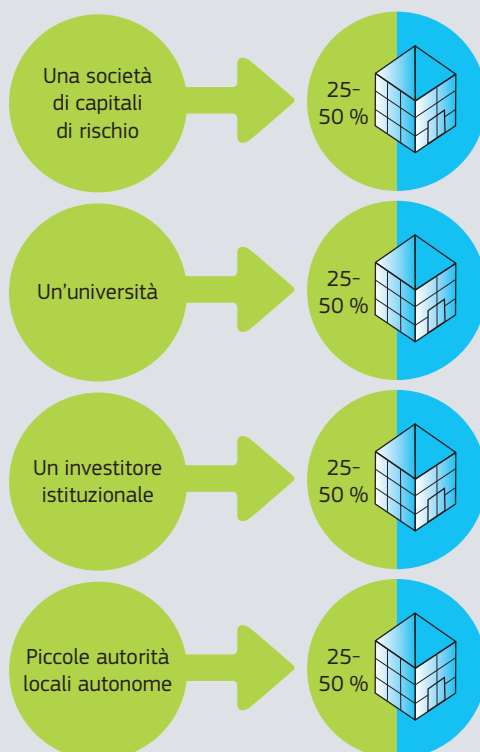 Una società
di capitali
di rischio
25-
50 %
Un'università
25-
50 %
Un investitore
istituzionale
25-
50 %
Piccole autorità
locali autonome
25-
50 %